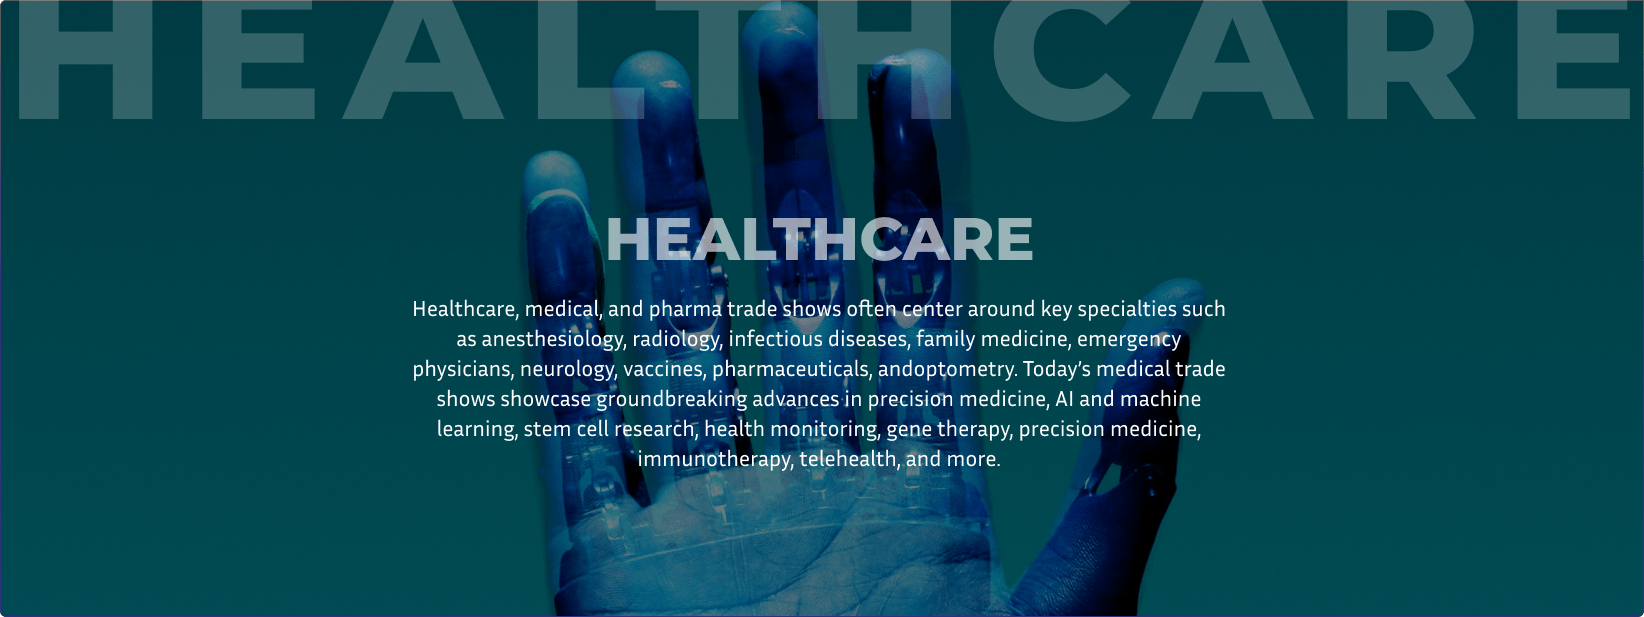 HEALTHCARE
HEALTHCARE
Healthcare, medical, and pharma trade shows often center around key specialties such
as anesthesiology, radiology, infectious diseases, family medicine, emergency
physicians, neurology, vaccines, pharmaceuticals, andoptometry. Today’s medical trade
shows showcase groundbreaking advances in precision medicine, AI and machine
learning, stem cell research, health monitoring, gene therapy, precision medicine,
immunotherapy, telehealth, and more.